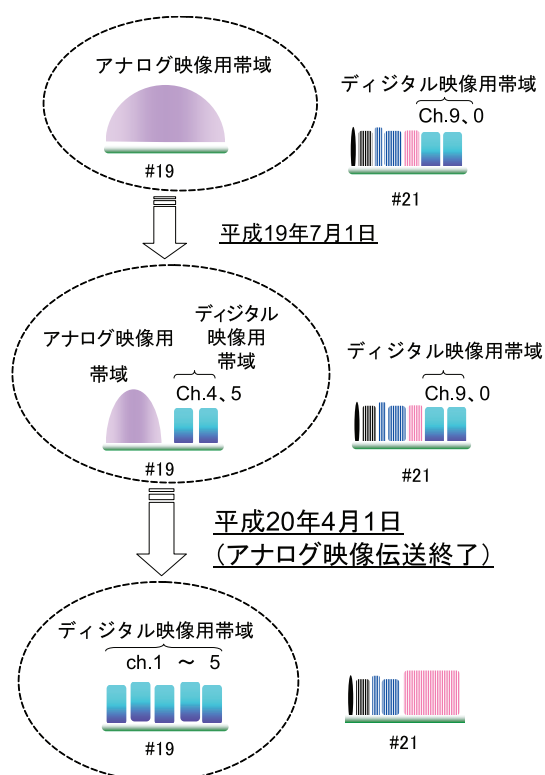 アナログ映像用帯域
#19
ディジタル映像用帯域
Ch.9、0
#21
平成19年7月1日
アナログ映像用
帯域
ディジタル
映像用
帯域
Ch.4、5
#19
ディジタル映像用帯域
Ch.9、0
#21
平成20年4月1日
(アナログ映像伝送終了)
ディジタル映像用帯域
ch.1 ～ 5
#19
#21